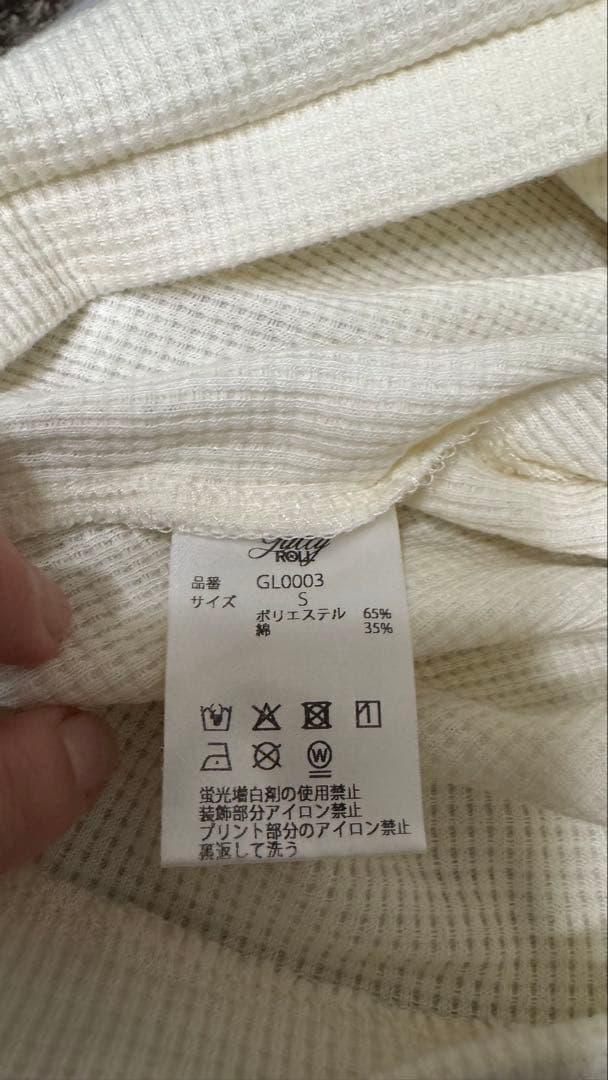 ROLL
品番 GL0003
サイズ S
ポリエステル 65%
綿 35%
W
蛍光増白剤の使用禁止
装飾部分アイロン禁止
プリント部分のアイロン禁止
裏返して洗う